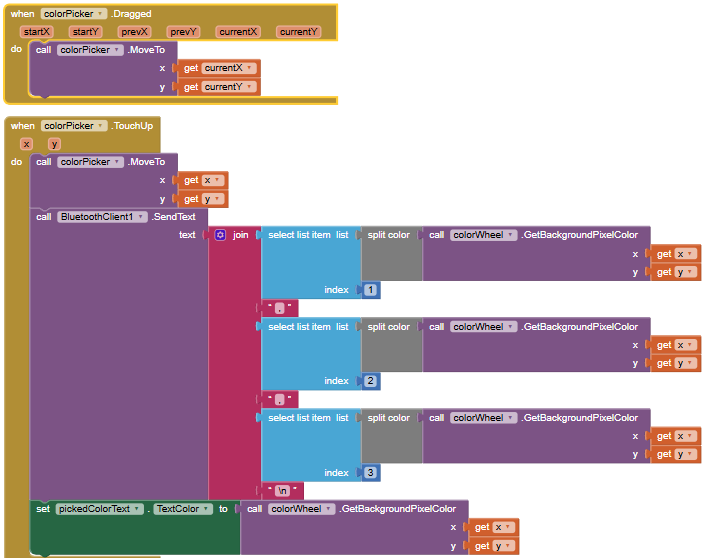 when colorPicker .Dragged
startX startY prevX prevY currentX currentY
do call colorPicker .MoveTo
x get currentX
y get currentY
when colorPicker .TouchUp
x y
do call colorPicker .MoveTo
x get x
y get y
call BluetoothClient1 .SendText
text join select list item list split color call colorWheel .GetBackgroundPixelColor
x get x
y get y
index 1
" , "
select list item list split color call colorWheel .GetBackgroundPixelColor
x get x
y get y
index 2
" , "
select list item list split color call colorWheel .GetBackgroundPixelColor
x get x
y get y
index 3
" \n "
set pickedColorText . TextColor to call colorWheel .GetBackgroundPixelColor
x get x
y get y